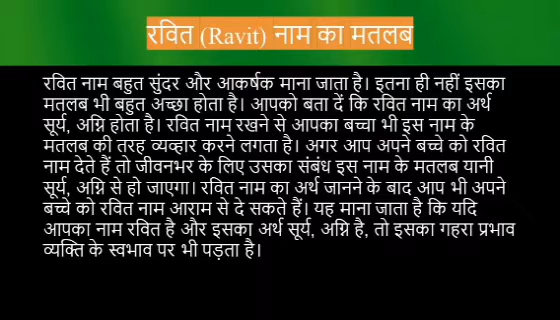 रवित (Ravit) नाम का मतलब
रवित नाम बहुत सुंदर और आकर्षक माना जाता है। इतना ही नहीं इसका
मतलब भी बहुत अच्छा होता है। आपको बता दें कि रवित नाम का अर्थ
सूर्य, अग्नि होता है। रवित नाम रखने से आपका बच्चा भी इस नाम के
मतलब की तरह व्यव्हार करने लगता है। अगर आप अपने बच्चे को रवित
नाम देते हैं तो जीवनभर के लिए उसका संबंध इस नाम के मतलब यानी
सूर्य, अग्नि से हो जाएगा। रवित नाम का अर्थ जानने के बाद आप भी अपने
बच्चे को रवित नाम आराम से दे सकते हैं। यह माना जाता है कि यदि
आपका नाम रवित है और इसका अर्थ सूर्य, अग्नि है, तो इसका गहरा प्रभाव
व्यक्ति के स्वभाव पर भी पड़ता है।